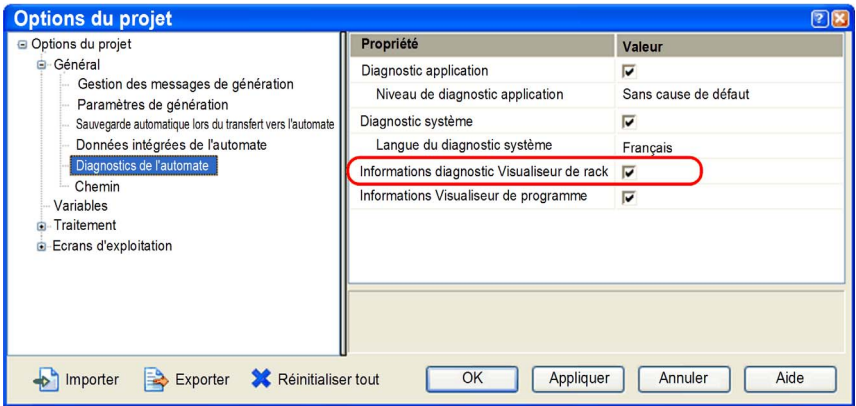 Options du projet
Options du projet
Général
Gestion des messages de génération
Paramètres de génération
Sauvegarde automatique lors du transfert vers l'automate
Données intégrées de l'automate
Diagnostics de l'automate
Chemin
Variables
Traitement
Ecrans d'exploitation
Propriété Valeur
Diagnostic application
Niveau de diagnostic application Sans cause de défaut
Diagnostic système
Langue du diagnostic système Français
Informations diagnostic Visualiseur de rack
Informations Visualiseur de programme
Importer Exporter Réinitialiser tout OK Appliquer Annuler Aide